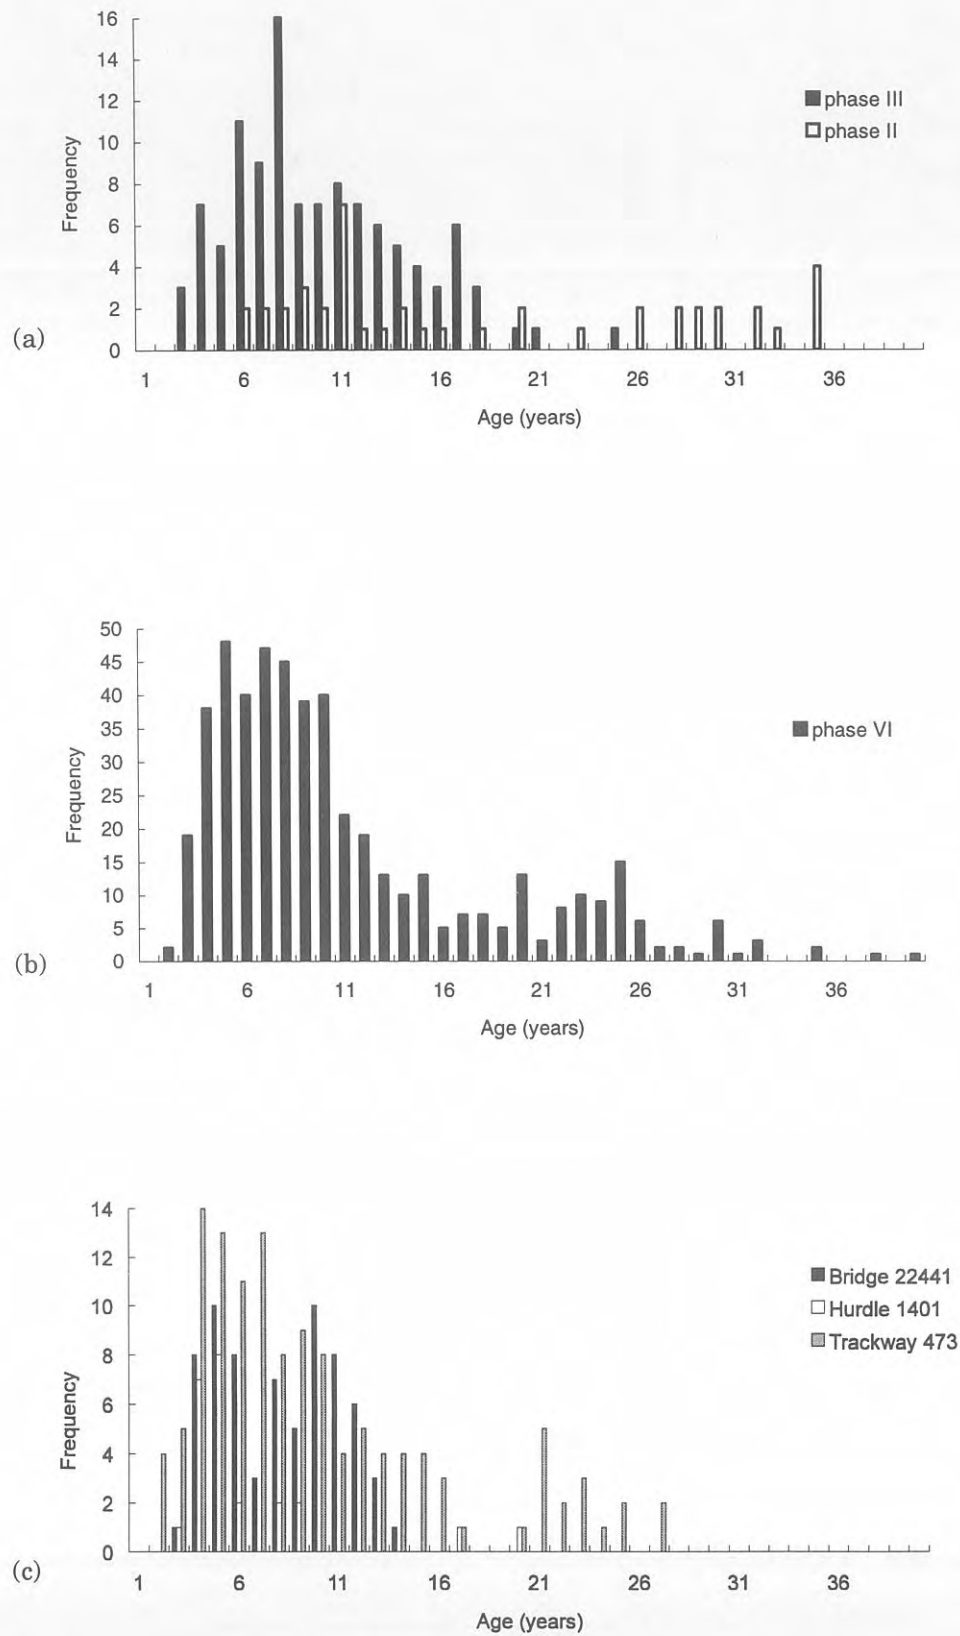 16
14
12
10
8
6
4
2
0
Frequency
phase III
phase II
(a)
1 6 11 16 21 26 31 36
Age (years)
50
45
40
35
30
25
20
15
10
5
0
Frequency
phase VI
(b)
1 6 11 16 21 26 31 36
Age (years)
14
12
10
8
6
4
2
0
Frequency
Bridge 22441
Hurdle 1401
Trackway 473
(c)
1 6 11 16 21 26 31 36
Age (years)